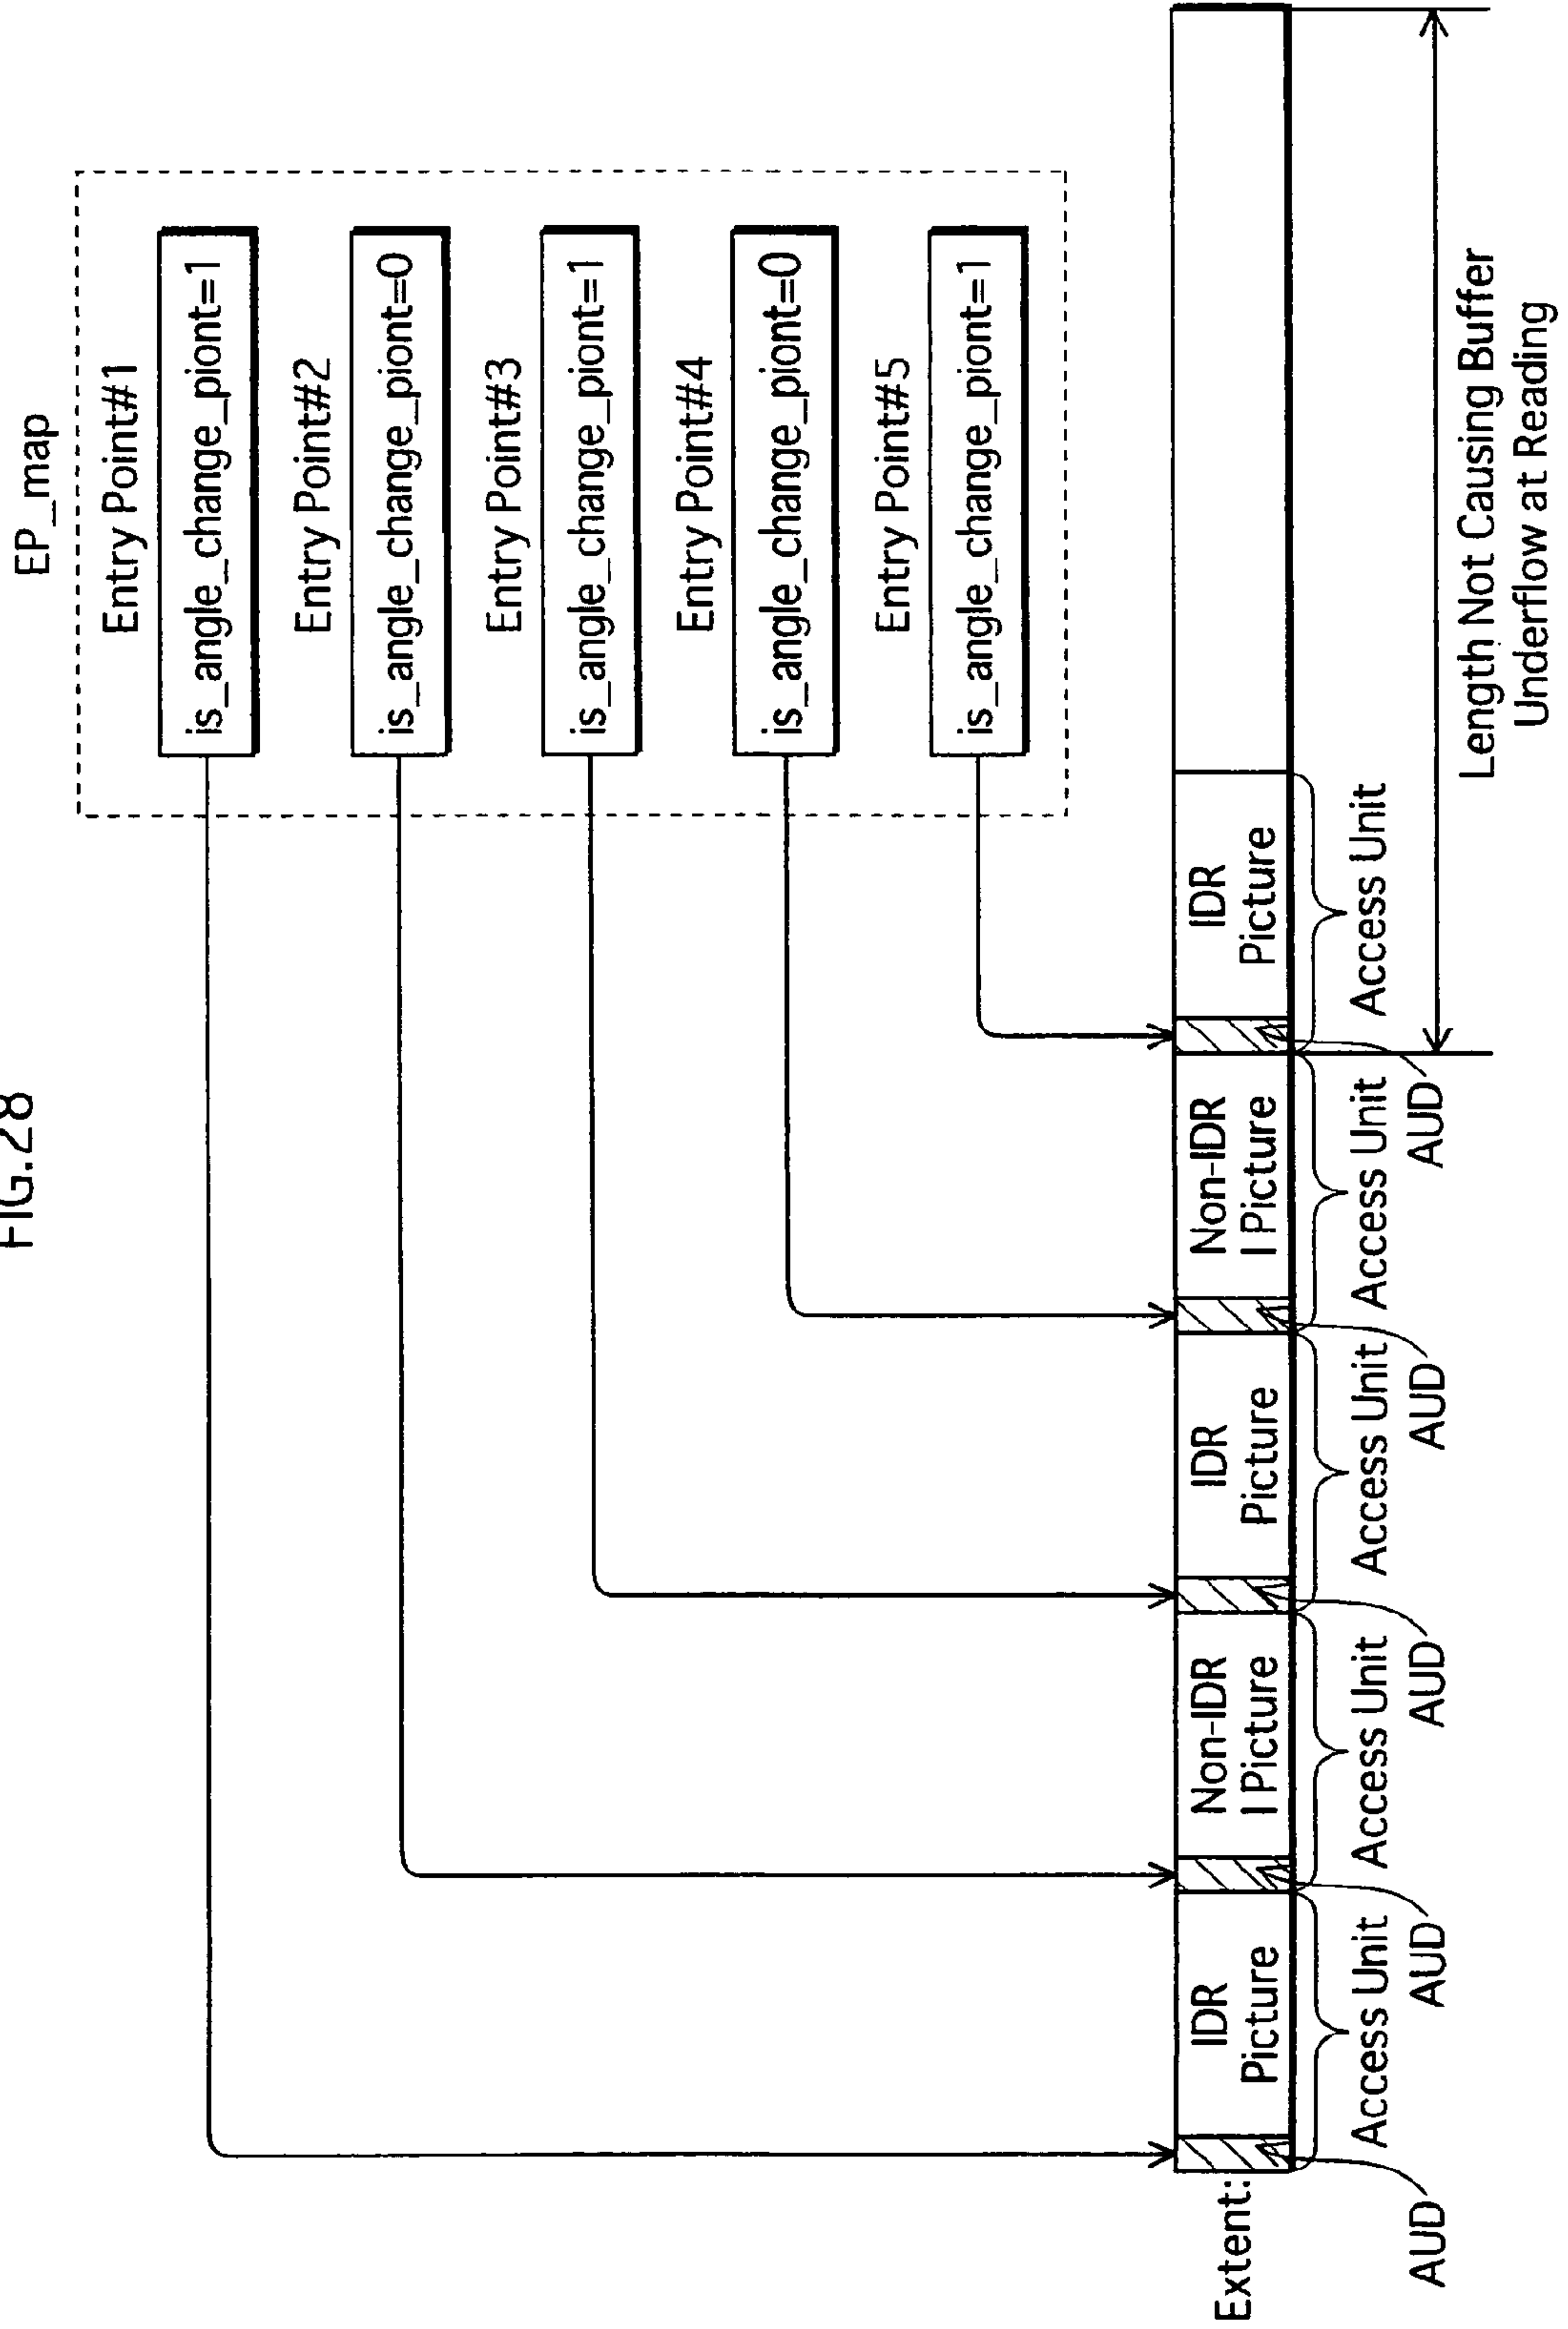 FIG.28
EP_map
Entry Point#1
is_angle_change_piont=1
Entry Point#2
is_angle_change_piont=0
Entry Point#3
is_angle_change_piont=1
Entry Point#4
is_angle_change_piont=0
Entry Point#5
is_angle_change_piont=1
Extent:
IDR
Picture
Non-IDR
I Picture
IDR
Picture
Non-IDR
I Picture
IDR
Picture
Access Unit
Access Unit
Access Unit
Access Unit
Access Unit
AUD
AUD
AUD
AUD
AUD
Length Not Causing Buffer
Underflow at Reading